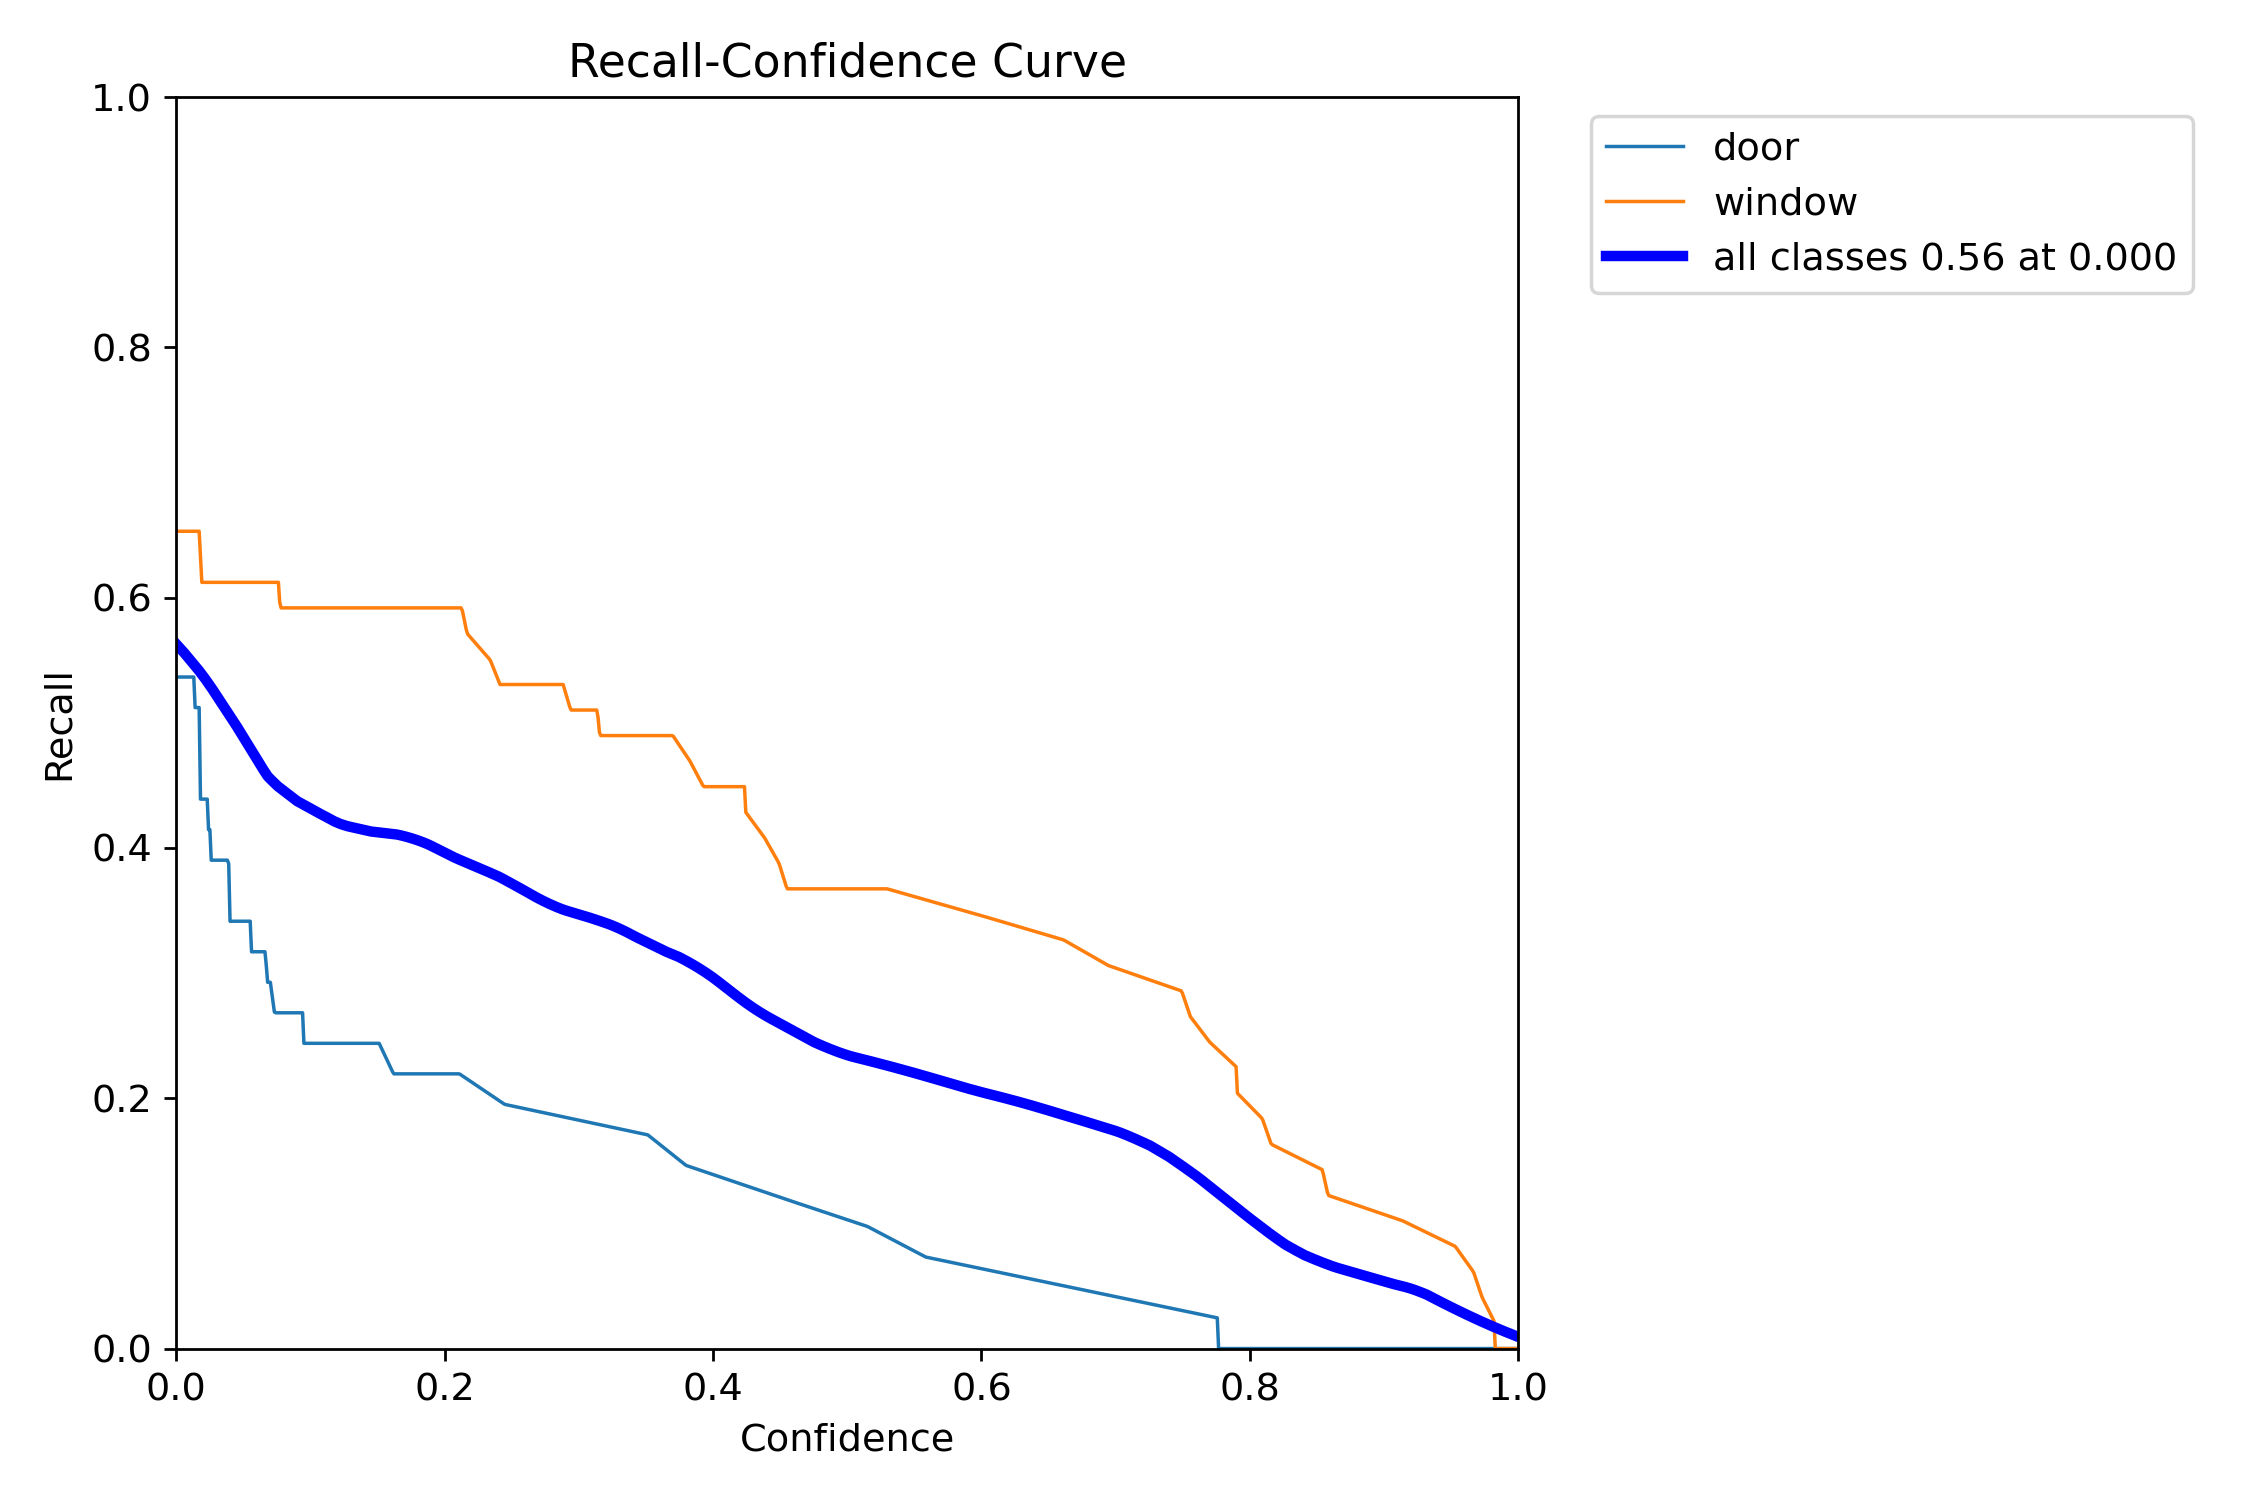 Recall-Confidence Curve
1.0
0.8
0.6
0.4
0.2
0.0
Recall
0.0 0.2 0.4 0.6 0.8 1.0
Confidence
door
window
all classes 0.56 at 0.000